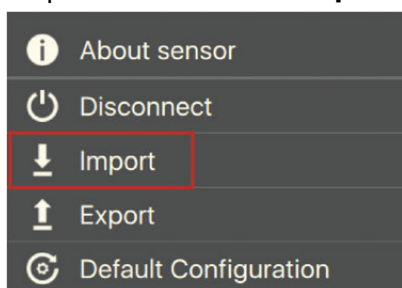 About sensor
Disconnect
Import
Export
Default Configuration